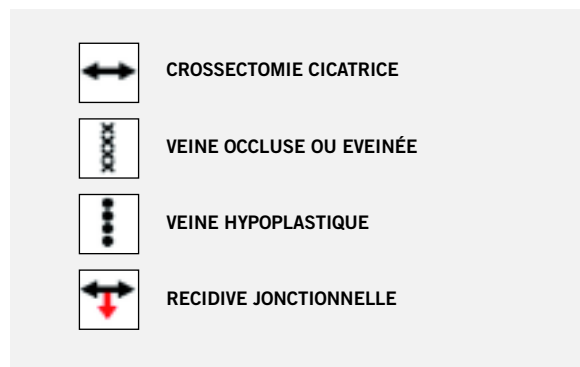 CROSSECTOMIE CICATRICE
VEINE OCCLUSE OU EVEINÉE
VEINE HYPOPLASTIQUE
RECIDIVE JONCTIONNELLE